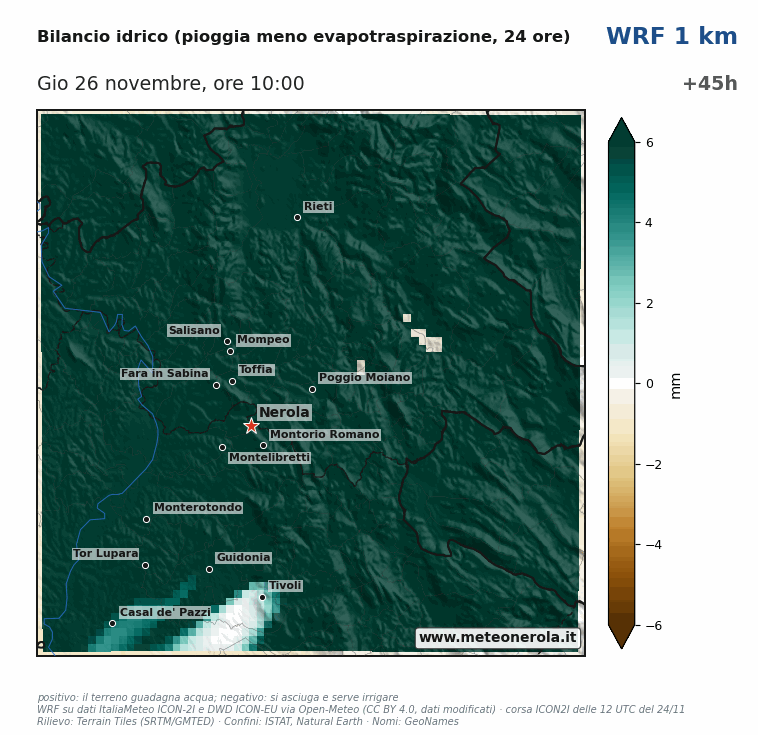 Bilancio idrico (pioggia meno evapotraspirazione, 24 ore)
WRF 1 km
Gio 26 novembre, ore 10:00
+45h
Rieti
Salisano
Mompeo
Toffia
Fara in Sabina
Poggio Moiano
Nerola
Montorio Romano
Montelibretti
Monterotondo
Tor Lupara
Guidonia
Tivoli
Casal de' Pazzi
www.meteonerola.it
6
4
2
0
−2
−4
−6
mm
positivo: il terreno guadagna acqua; negativo: si asciuga e serve irrigare
WRF su dati ItaliaMeteo ICON-2I e DWD ICON-EU via Open-Meteo (CC BY 4.0, dati modificati) · corsa ICON2I delle 12 UTC del 24/11
Rilievo: Terrain Tiles (SRTM/GMTED) · Confini: ISTAT, Natural Earth · Nomi: GeoNames